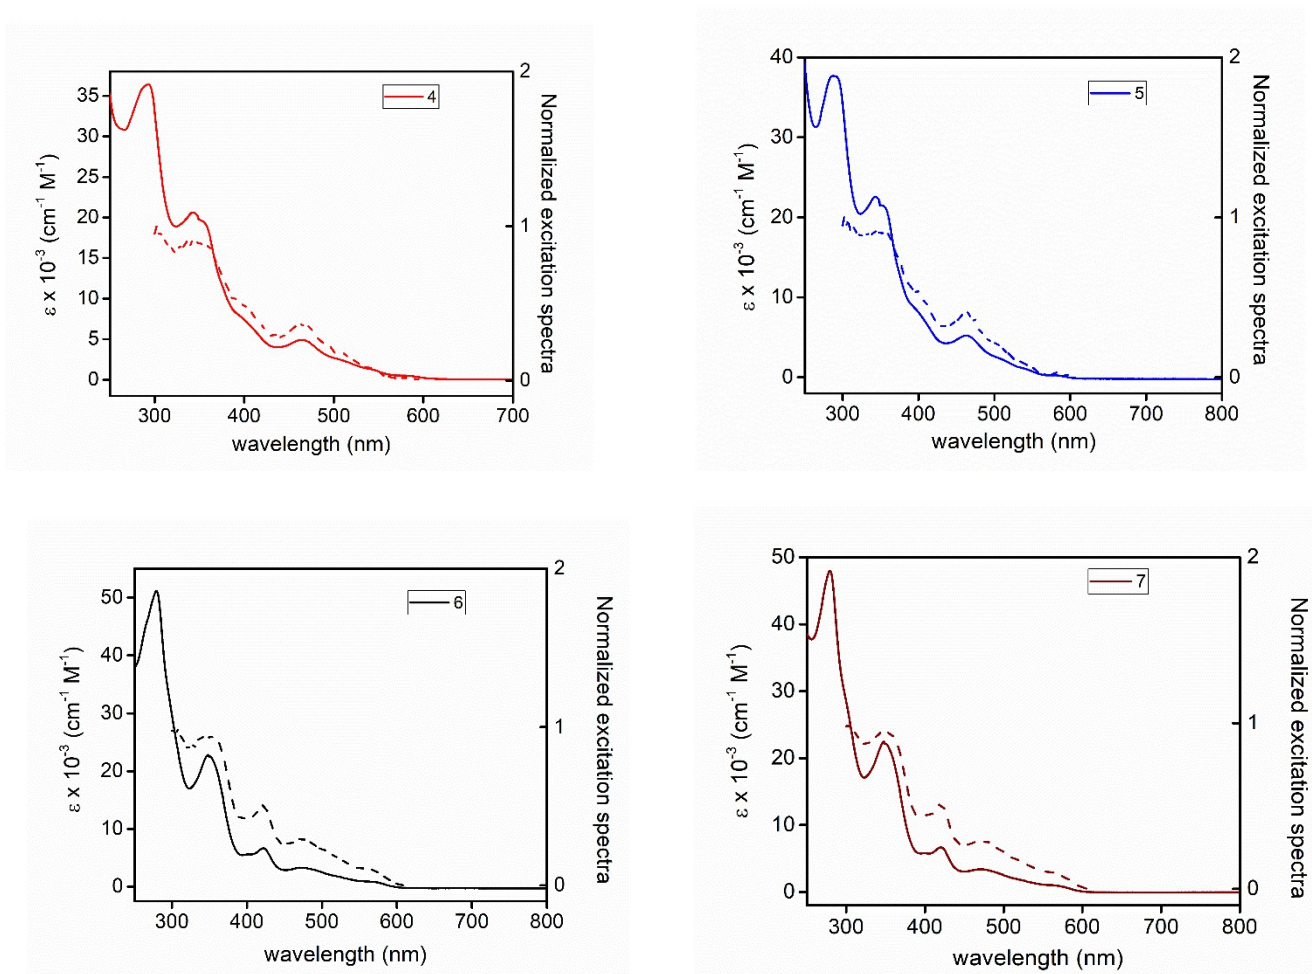 4
ε x 10⁻³ (cm⁻¹ M⁻¹)
35
30
25
20
15
10
5
0
300 400 500 600 700
wavelength (nm)
2
1
0
Normalized excitation spectra
5
ε x 10⁻³ (cm⁻¹ M⁻¹)
40
30
20
10
0
300 400 500 600 700 800
wavelength (nm)
2
1
0
Normalized excitation spectra
6
ε x 10⁻³ (cm⁻¹ M⁻¹)
50
40
30
20
10
0
300 400 500 600 700 800
wavelength (nm)
2
1
0
Normalized excitation spectra
7
ε x 10⁻³ (cm⁻¹ M⁻¹)
50
40
30
20
10
0
300 400 500 600 700 800
wavelength (nm)
2
1
0
Normalized excitation spectra